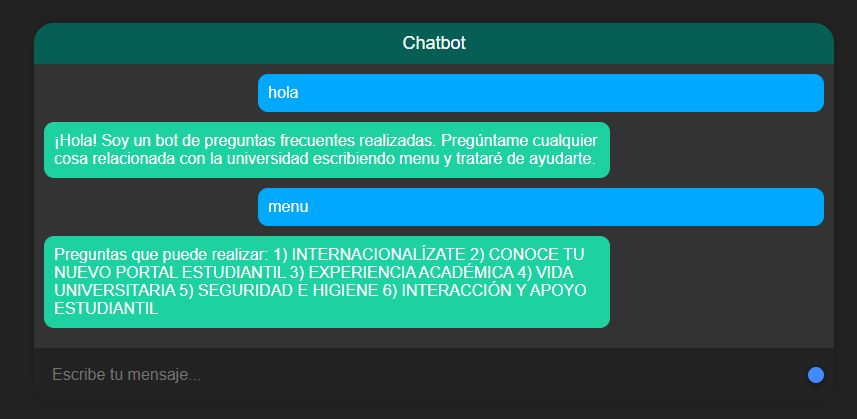 Chatbot
hola
¡Hola! Soy un bot de preguntas frecuentes realizadas. Pregúntame cualquier
cosa relacionada con la universidad escribiendo menu y trataré de ayudarte.
menu
Preguntas que puede realizar: 1) INTERNACIONALÍZATE 2) CONOCE TU
NUEVO PORTAL ESTUDIANTIL 3) EXPERIENCIA ACADÉMICA 4) VIDA
UNIVERSITARIA 5) SEGURIDAD E HIGIENE 6) INTERACCIÓN Y APOYO
ESTUDIANTIL
Escribe tu mensaje...